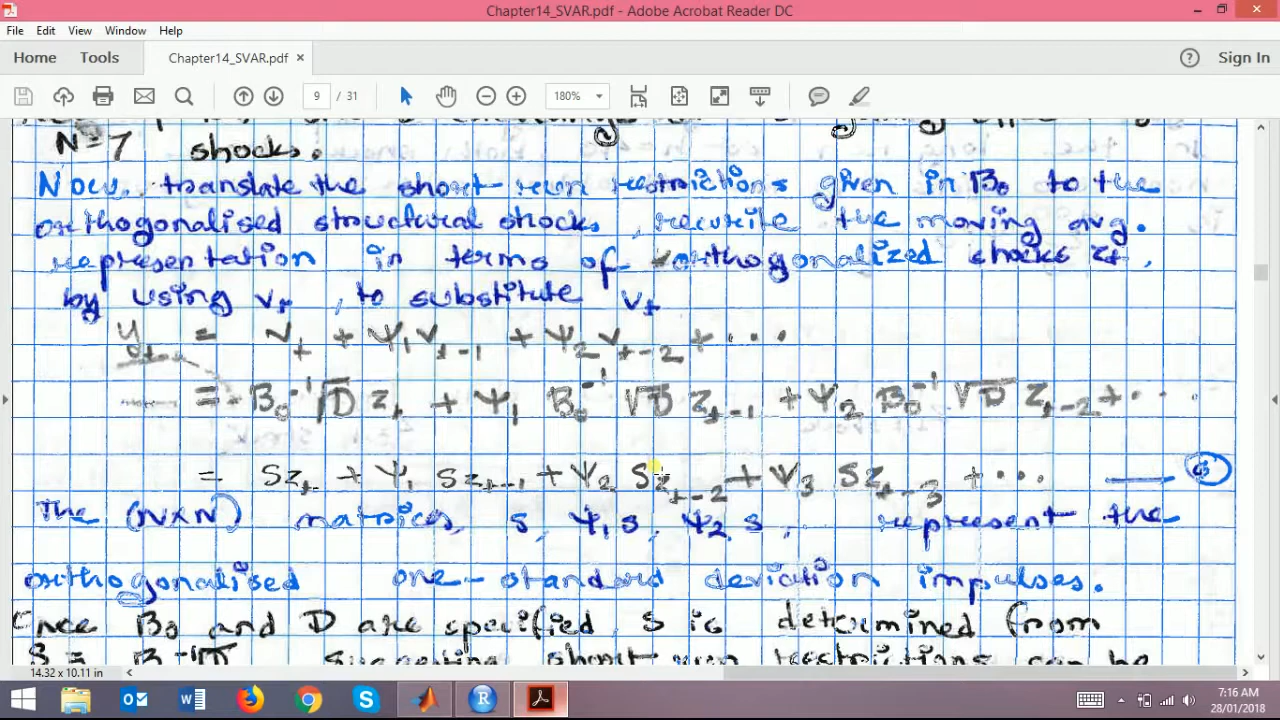 Chapter14_SVAR.pdf - Adobe Acrobat Reader DC
File Edit View Window Help
Home Tools Chapter14_SVAR.pdf × Sign In
9 / 31 180%
N=7 shocks.
Now, translate the short-run restrictions given in B₀ to the
orthogonalised structural shocks, rewrite the moving avg.
representation in terms of orthogonalized shocks zₜ,
by using vₜ, to substitute vₜ
yₜ = vₜ + Ψ₁vₜ₋₁ + Ψ₂vₜ₋₂ + ...
= B₀⁻¹√D zₜ + Ψ₁ B₀⁻¹ √D zₜ₋₁ + Ψ₂ B₀⁻¹ √D zₜ₋₂ + ...
= Szₜ + Ψ₁ Szₜ₋₁ + Ψ₂ Szₜ₋₂ + Ψ₃ Szₜ₋₃ + ... —— 6
The (N×N) matrices, s, Ψ₁s, Ψ₂s, represent the
orthogonalised one-standard deviation impulses.
Once B₀ and D are specified, S is determined from
14.32 x 10.11 in
7:16 AM
28/01/2018